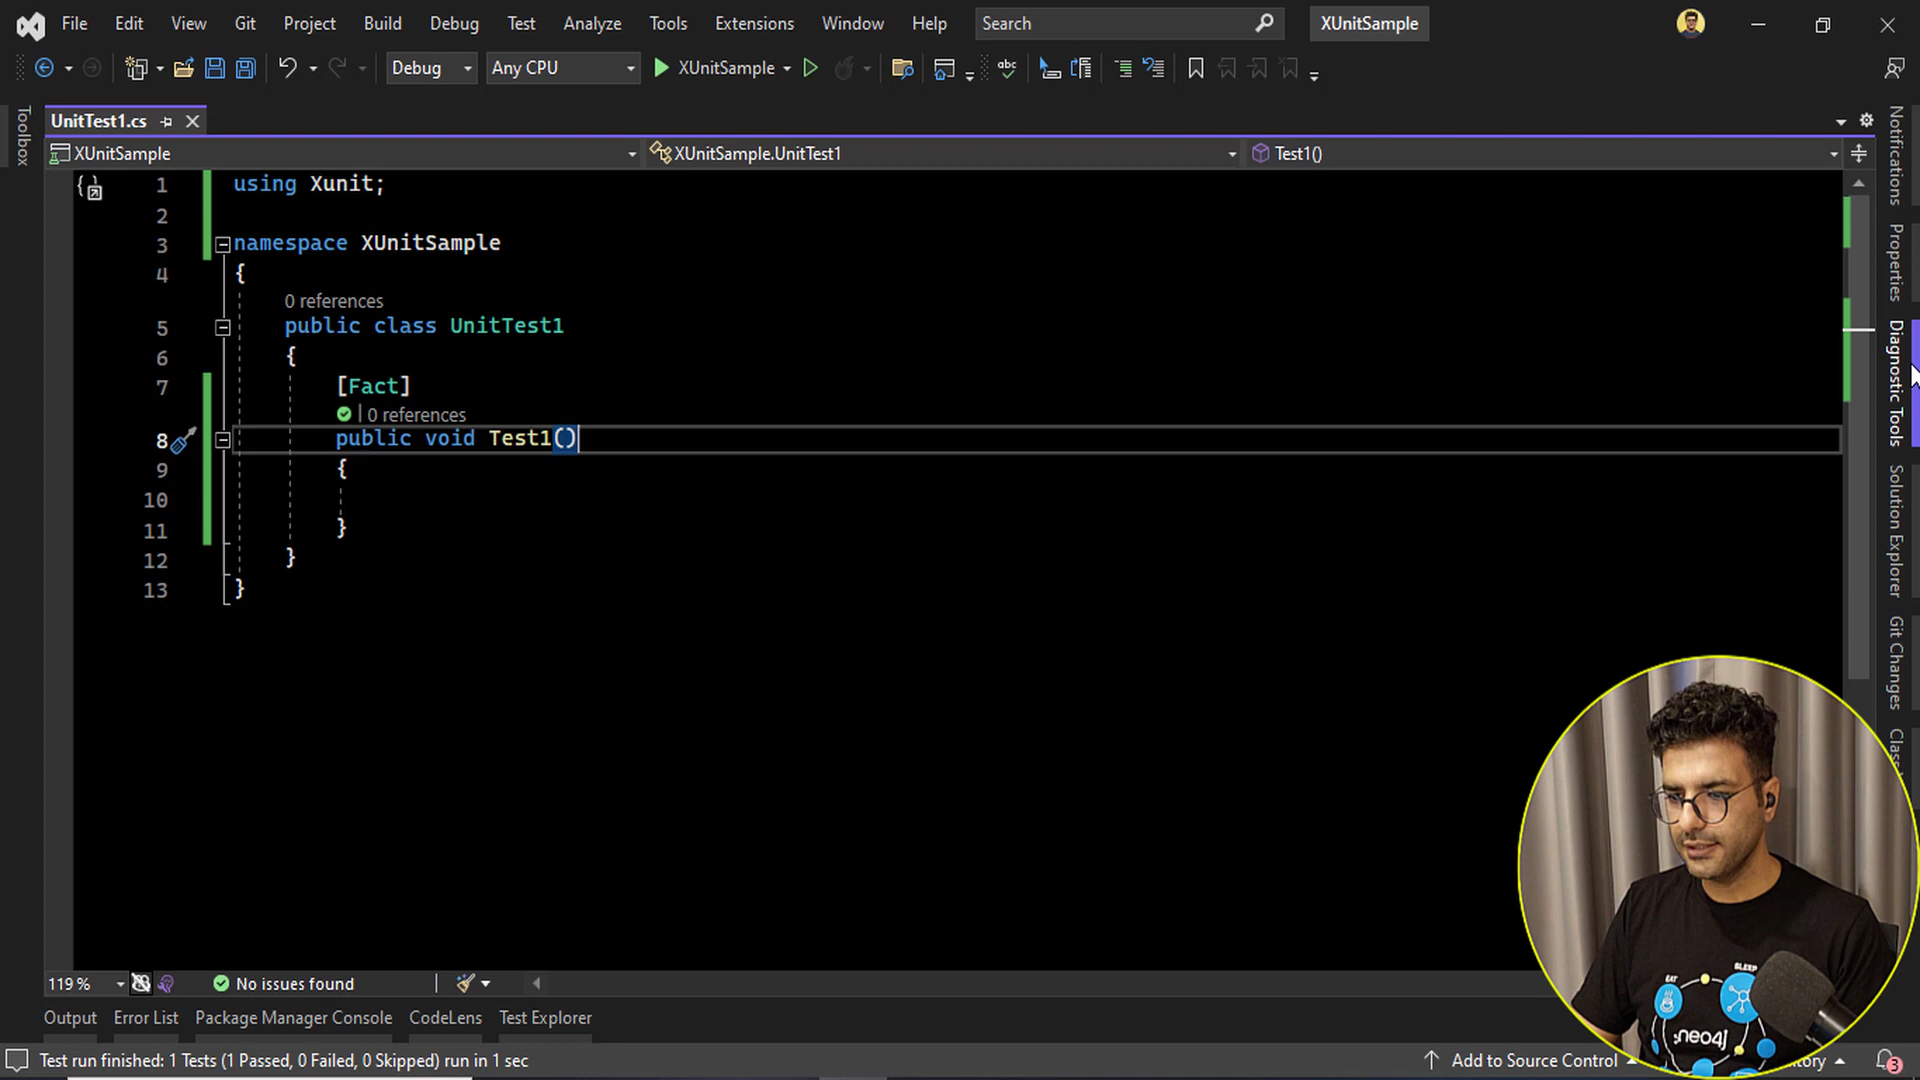 File Edit View Git Project Build Debug Test Analyze Tools Extensions Window Help Search XUnitSample
Debug Any CPU XUnitSample
UnitTest1.cs
XUnitSample XUnitSample.UnitTest1 Test1()
1 using Xunit;
2
3 namespace XUnitSample
4 {
0 references
5 public class UnitTest1
6 {
7 [Fact]
| 0 references
8 public void Test1()
9 {
10
11 }
12 }
13 }
Toolbox
Notifications
Properties
Diagnostic Tools
Solution Explorer
Git Changes
EAT SLEEP
neo4j
119 % No issues found
Output Error List Package Manager Console CodeLens Test Explorer
Test run finished: 1 Tests (1 Passed, 0 Failed, 0 Skipped) run in 1 sec Add to Source Control 3